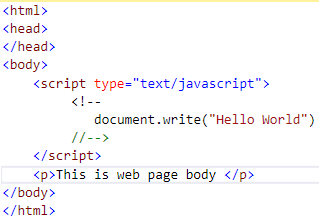 <html>
<head>
</head>
<body>
<script type="text/javascript">
<!--
document.write("Hello World")
//-->
</script>
<p>This is web page body </p>
</body>
</html>